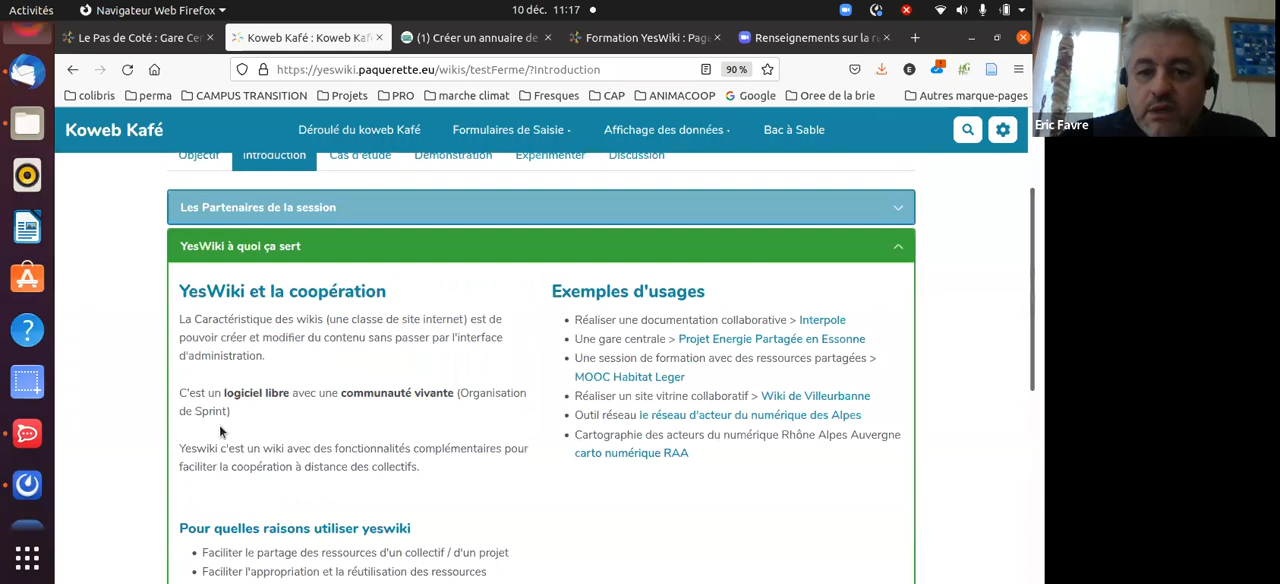 Activités
Navigateur Web Firefox
10 déc. 11:17
Le Pas de Coté : Gare Ce
Koweb Kafé : Koweb Ka
(1) Créer un annuaire de
Formation YesWiki : Pag
Renseignements sur la r
https://yeswiki.paquerette.eu/wikis/testFerme/?Introduction
90 %
colibris
perma
CAMPUS TRANSITION
Projets
PRO
marche climat
Fresques
CAP
ANIMACOOP
Google
Oree de la brie
Autres marque-pages
Koweb Kafé
Déroulé du koweb Kafé
Formulaires de Saisie
Affichage des données
Bac à Sable
Eric Favre
Objectif
Introduction
Cas d'étude
Démonstration
Expérimenter
Discussion
Les Partenaires de la session
YesWiki à quoi ça sert
YesWiki et la coopération
La Caractéristique des wikis (une classe de site internet) est de
pouvoir créer et modifier du contenu sans passer par l'interface
d'administration.
C'est un logiciel libre avec une communauté vivante (Organisation
de Sprint)
Yeswiki c'est un wiki avec des fonctionalités complémentaires pour
faciliter la coopération à distance des collectifs.
Pour quelles raisons utiliser yeswiki
Faciliter le partage des ressources d'un collectif / d'un projet
Faciliter l'appropriation et la réutilisation des ressources
Exemples d'usages
Réaliser une documentation collaborative > Interpole
Une gare centrale > Projet Energie Partagée en Essonne
Une session de formation avec des ressources partagées >
MOOC Habitat Leger
Réaliser un site vitrine collaboratif > Wiki de Villeurbanne
Outil réseau le réseau d'acteur du numérique des Alpes
Cartographie des acteurs du numérique Rhône Alpes Auvergne
carto numérique RAA